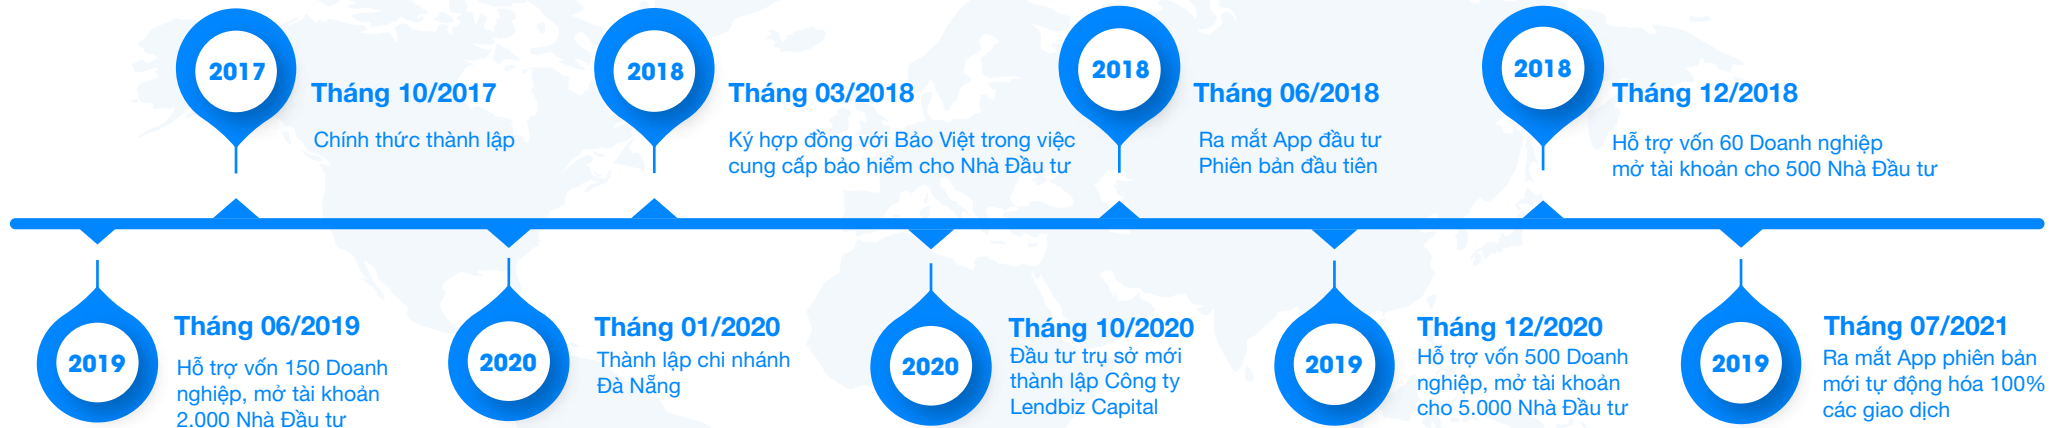 2017
Tháng 10/2017
Chính thức thành lập
2018
Tháng 03/2018
Ký hợp đồng với Bảo Việt trong việc
cung cấp bảo hiểm cho Nhà Đầu tư
2018
Tháng 06/2018
Ra mắt App đầu tư
Phiên bản đầu tiên
2018
Tháng 12/2018
Hỗ trợ vốn 60 Doanh nghiệp
mở tài khoản cho 500 Nhà Đầu tư
2019
Tháng 06/2019
Hỗ trợ vốn 150 Doanh
nghiệp, mở tài khoản
2.000 Nhà Đầu tư
2020
Tháng 01/2020
Thành lập chi nhánh
Đà Nẵng
2020
Tháng 10/2020
Đầu tư trụ sở mới
thành lập Công ty
Lendbiz Capital
2019
Tháng 12/2020
Hỗ trợ vốn 500 Doanh
nghiệp, mở tài khoản
cho 5.000 Nhà Đầu tư
2019
Tháng 07/2021
Ra mắt App phiên bản
mới tự động hóa 100%
các giao dịch